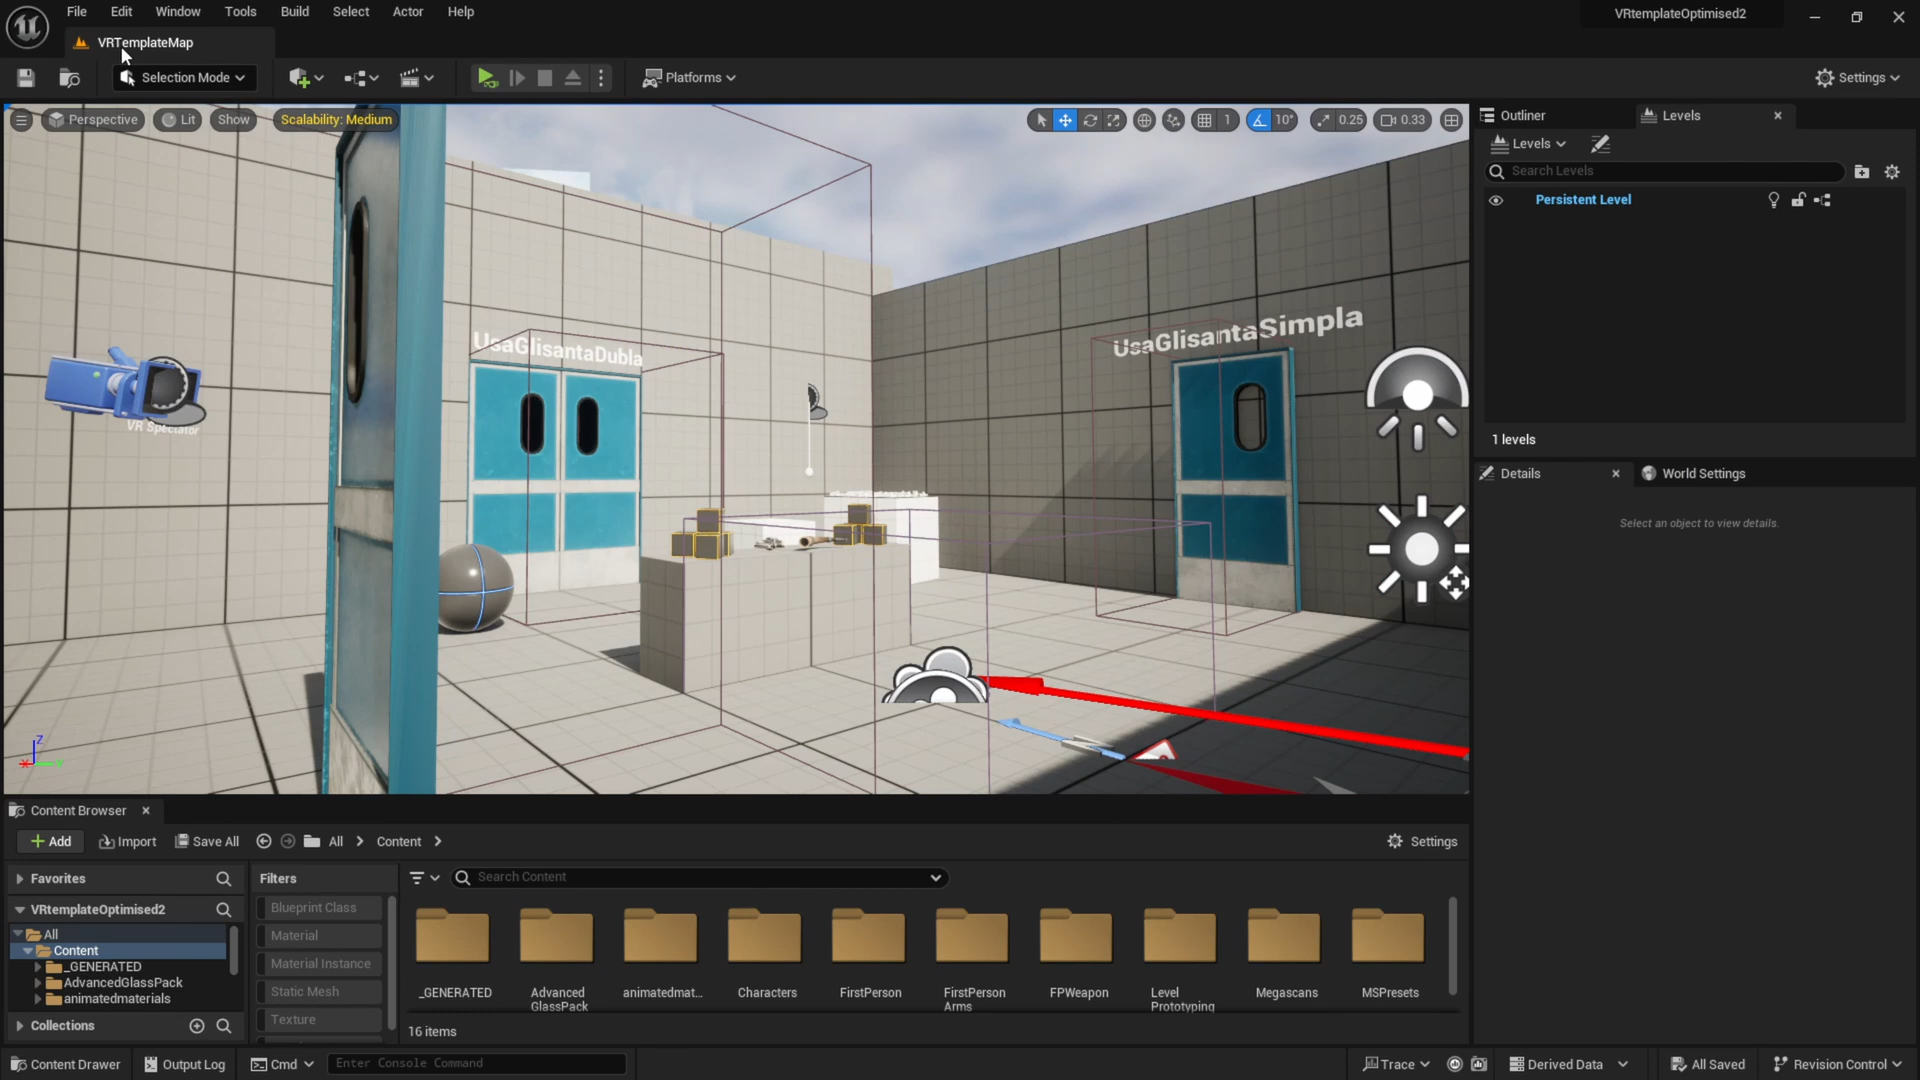 File Edit Window Tools Build Select Actor Help
VRtemplateOptimised2
VRTemplateMap
Selection Mode
Platforms
Settings
Perspective Lit Show Scalability: Medium
1 10° 0.25 0.33
UsaGlisantaDubla
UsaGlisantaSimpla
VR Spectator
Z
X
Y
Outliner
Levels
Levels
Search Levels
Persistent Level
1 levels
Details
World Settings
Select an object to view details.
Content Browser
Add Import Save All All Content
Settings
Favorites
VRtemplateOptimised2
All
Content
_GENERATED
AdvancedGlassPack
animatedmaterials
Collections
Filters
Blueprint Class
Material
Material Instance
Static Mesh
Texture
Search Content
_GENERATED
Advanced
GlassPack
animatedmat...
Characters
FirstPerson
FirstPerson
Arms
FPWeapon
Level
Prototyping
Megascans
MSPresets
16 items
Content Drawer Output Log Cmd Enter Console Command
Trace Derived Data All Saved Revision Control